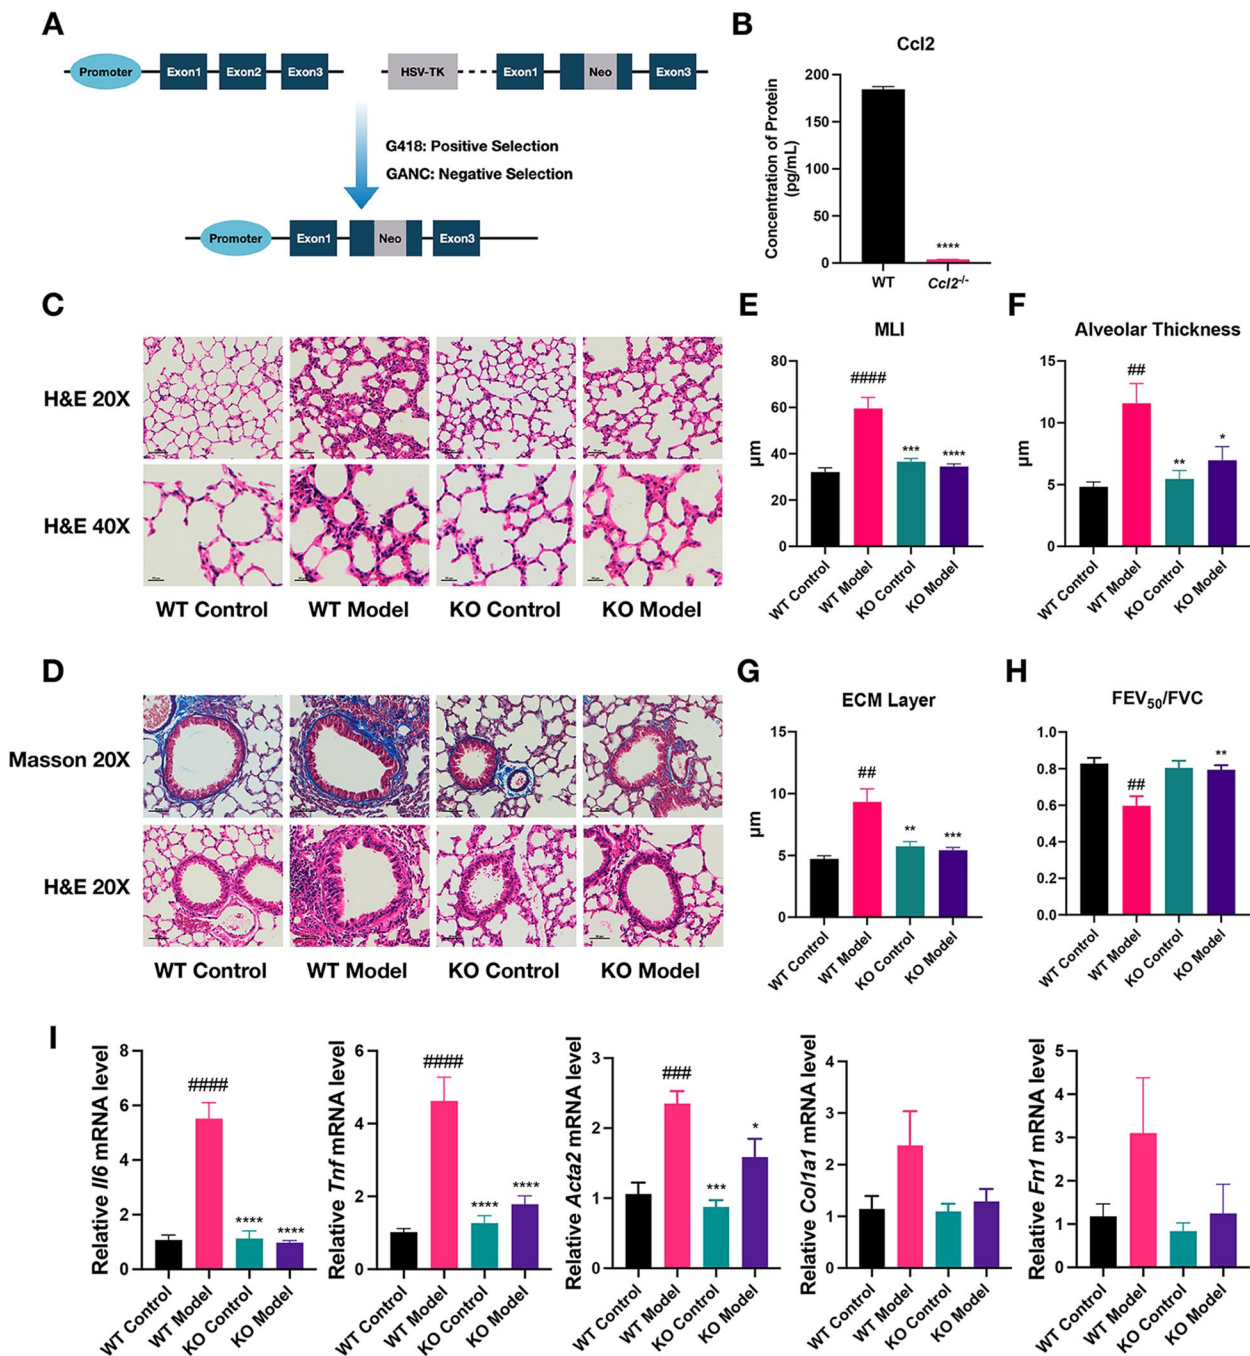 A
Promoter Exon1 Exon2 Exon3 HSV-TK Exon1 Neo Exon3
G418: Positive Selection
GANC: Negative Selection
Promoter Exon1 Neo Exon3
B
Ccl2
Concentration of Protein
(pg/mL)
200
150
100
50
0
****
WT Ccl2-/-
C
H&E 20X
H&E 40X
WT Control WT Model KO Control KO Model
E
MLI
µm
80
60
40
20
0
####
***
****
WT Control WT Model KO Control KO Model
F
Alveolar Thickness
µm
15
10
5
0
##
**
*
WT Control WT Model KO Control KO Model
D
Masson 20X
H&E 20X
WT Control WT Model KO Control KO Model
G
ECM Layer
µm
15
10
5
0
##
**
***
WT Control WT Model KO Control KO Model
H
FEV50/FVC
1.0
0.8
0.6
0.4
0.2
0.0
##
**
WT Control WT Model KO Control KO Model
I
Relative Il6 mRNA level
8
6
4
2
0
####
****
****
WT Control WT Model KO Control KO Model
Relative Tnf mRNA level
6
4
2
0
####
****
****
WT Control WT Model KO Control KO Model
Relative Acta2 mRNA level
3
2
1
0
###
***
*
WT Control WT Model KO Control KO Model
Relative Col1a1 mRNA level
4
3
2
1
0
WT Control WT Model KO Control KO Model
Relative Fn1 mRNA level
5
4
3
2
1
0
WT Control WT Model KO Control KO Model